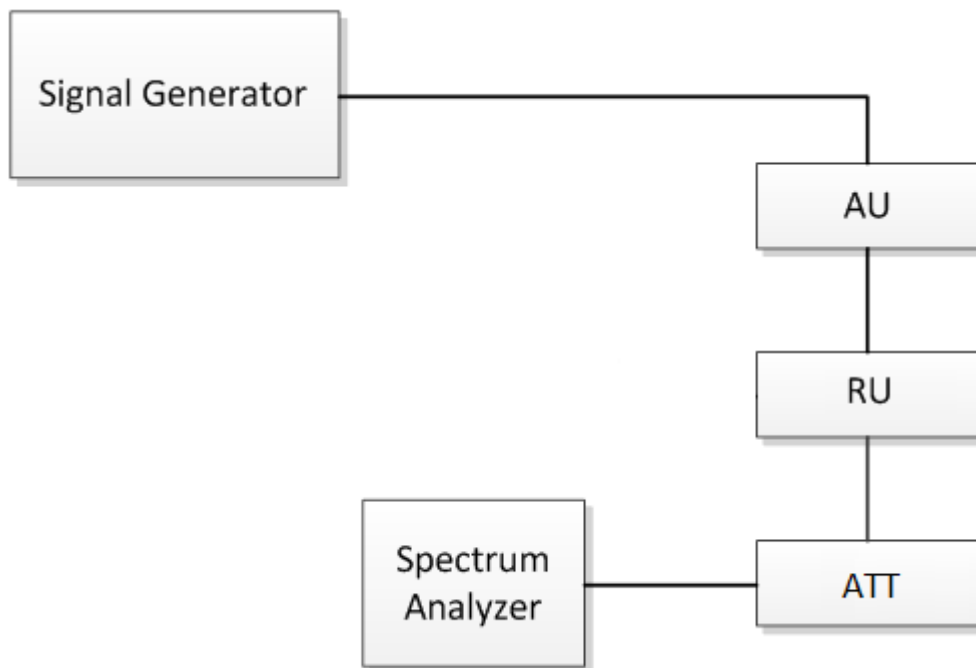 Signal Generator
AU
RU
ATT
Spectrum
Analyzer